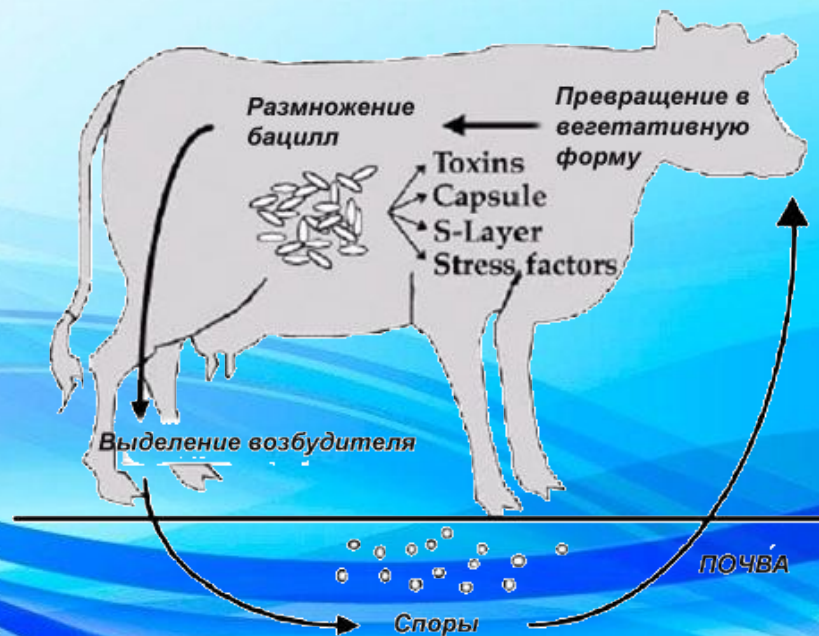 Размножение
бацилл
Превращение в
вегетативную
форму
Toxins
Capsule
S-Layer
Stress factors
Выделение возбудителя
ПОЧВА
Споры